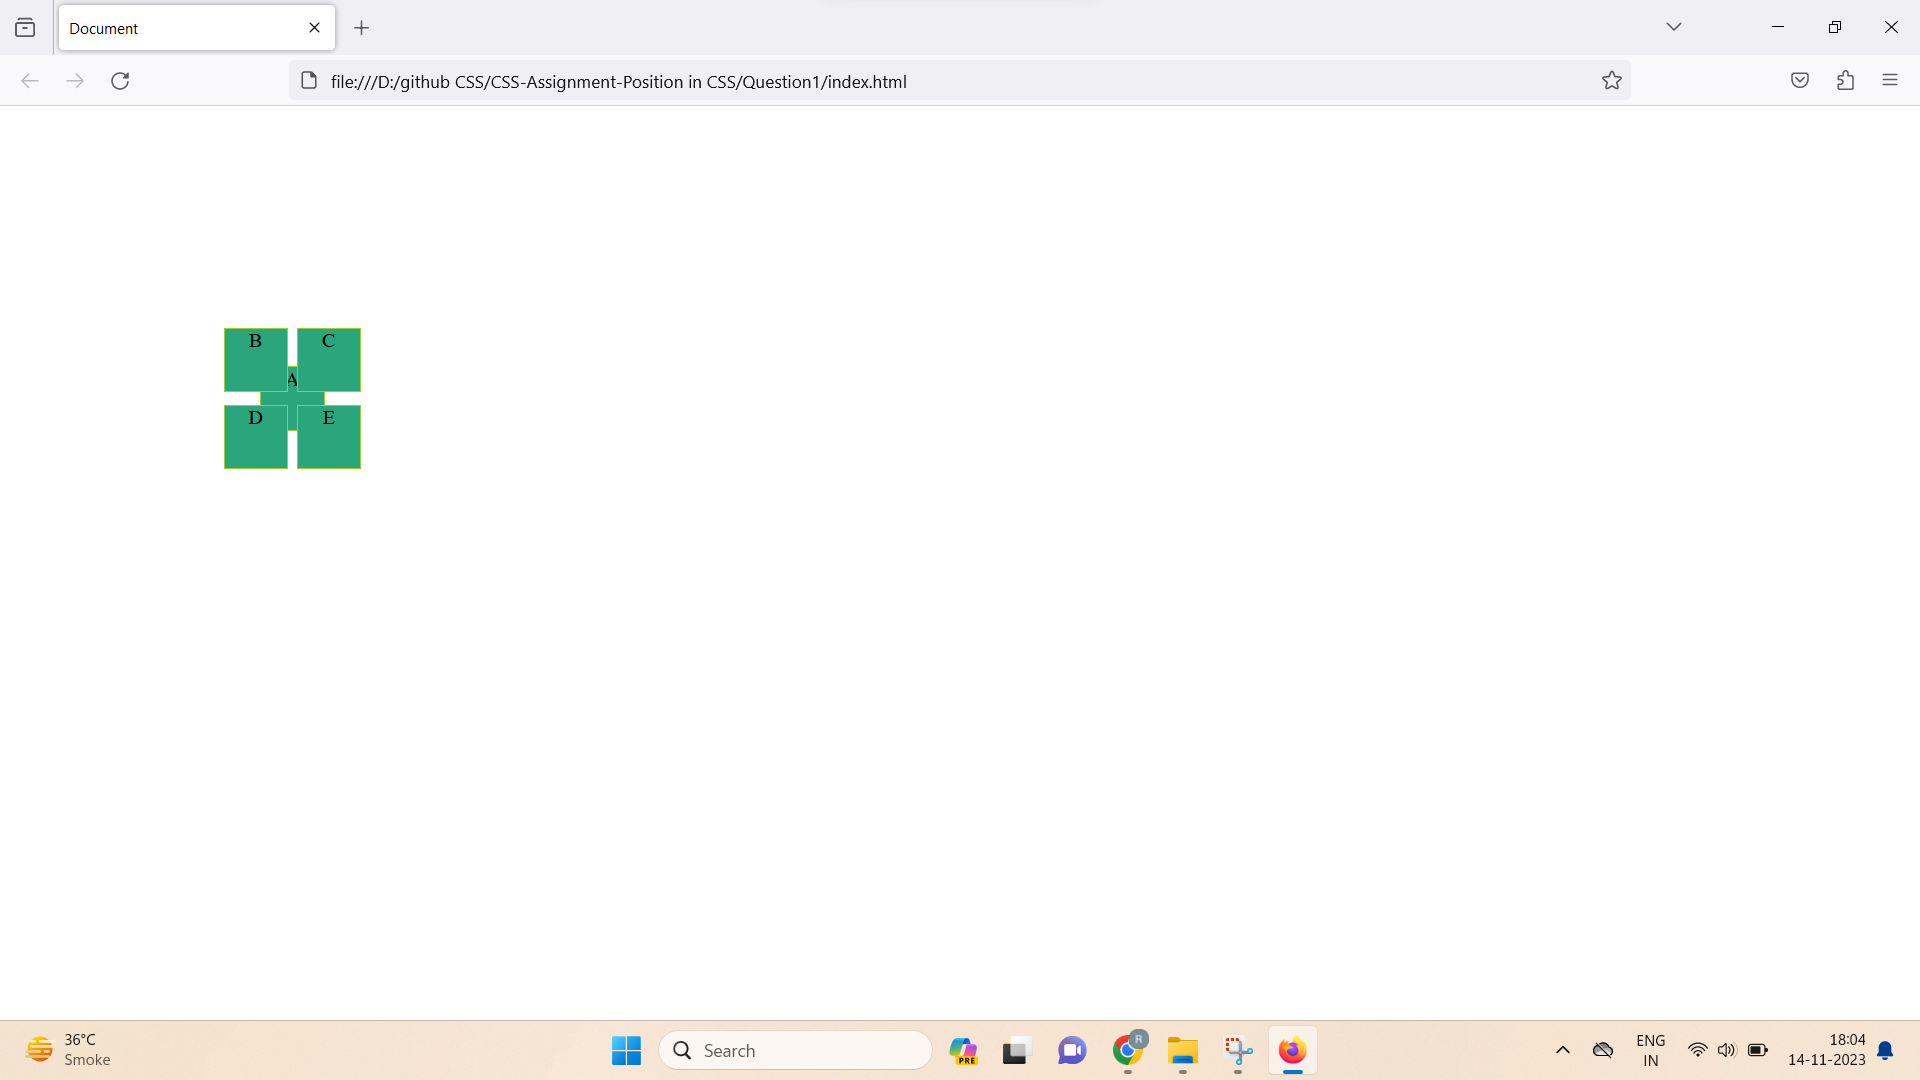 Document
file:///D:/github CSS/CSS-Assignment-Position in CSS/Question1/index.html
B C
A
D E
36°C
Smoke
Search
PRE
R
ENG
IN
18:04
14-11-2023